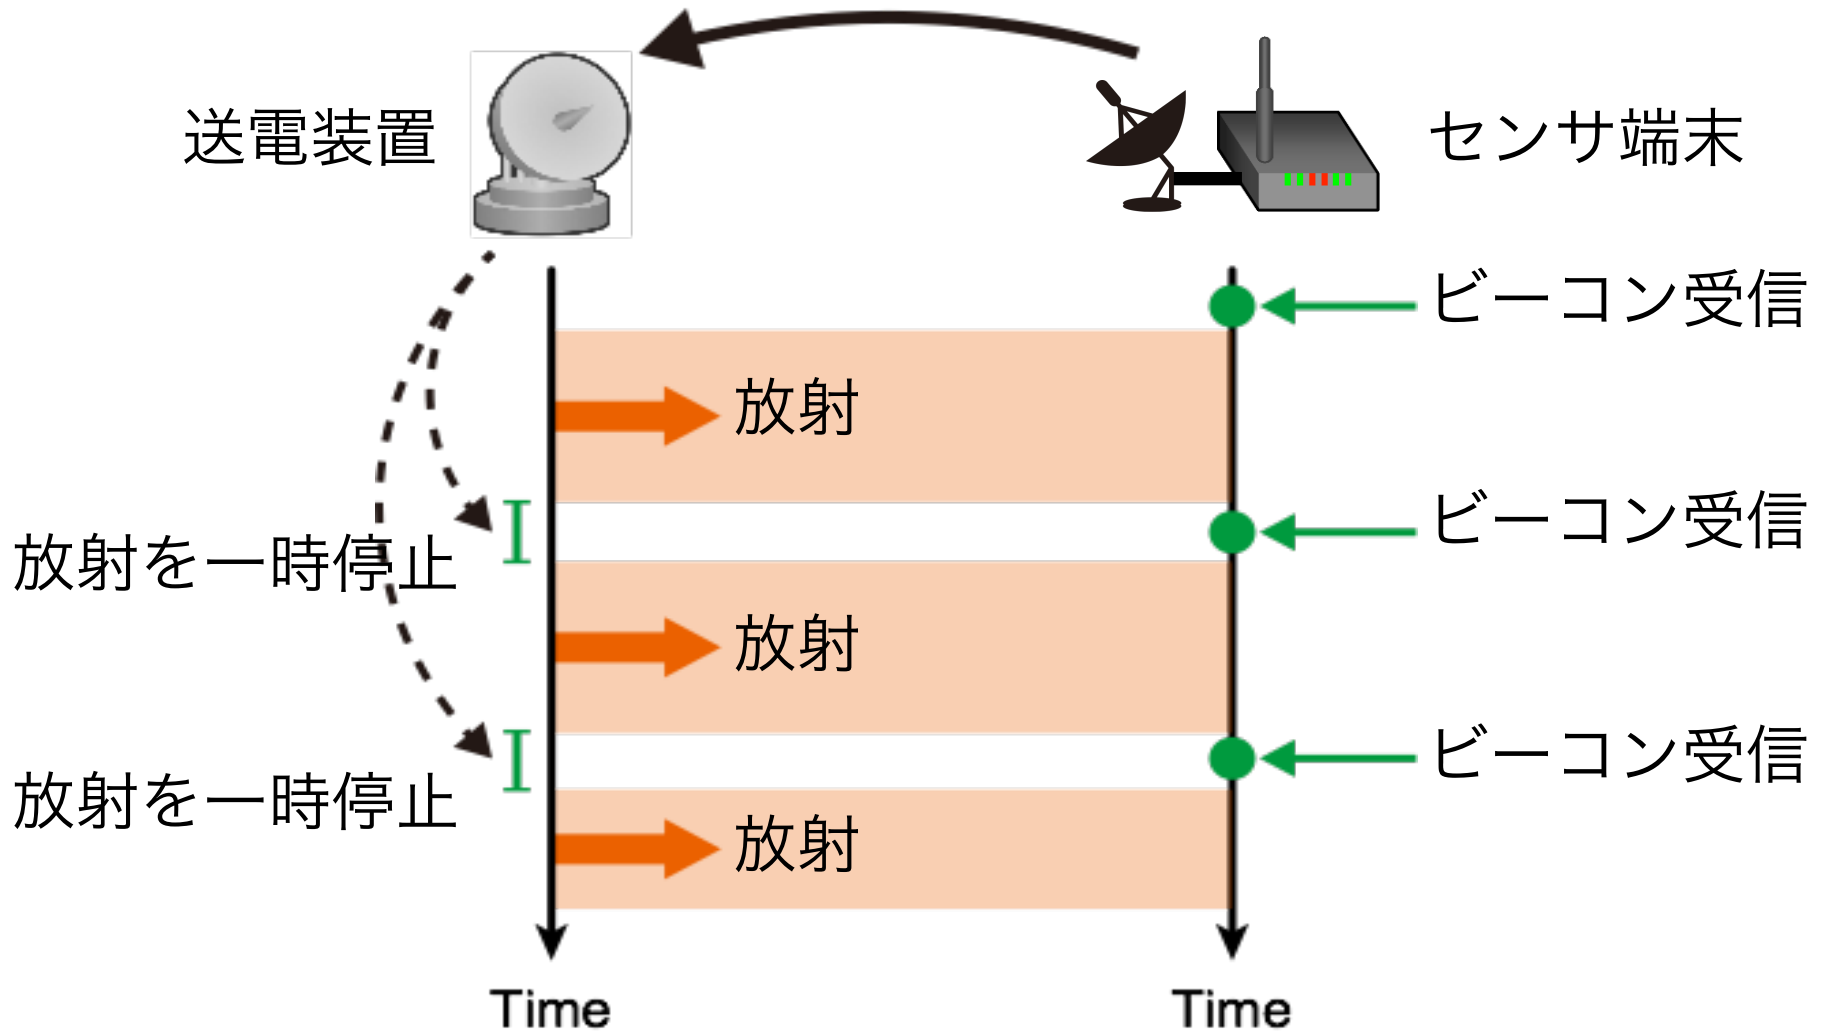 送電装置
センサ端末
ビーコン受信
放射
ビーコン受信
放射を一時停止
放射
ビーコン受信
放射を一時停止
放射
Time
Time